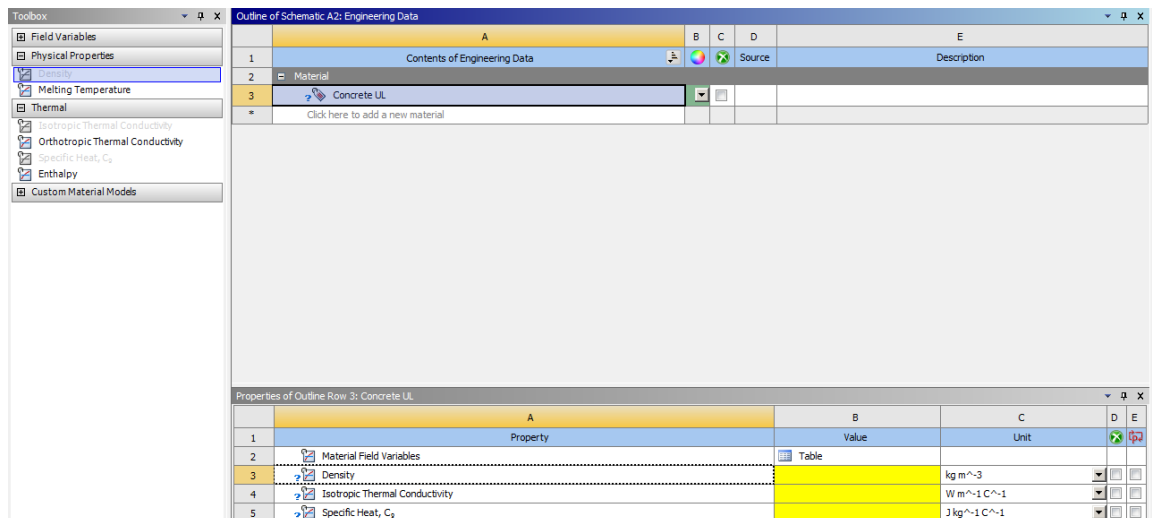 Toolbox
Field Variables
Physical Properties
Density
Melting Temperature
Thermal
Isotropic Thermal Conductivity
Orthotropic Thermal Conductivity
Specific Heat, Cₚ
Enthalpy
Custom Material Models
Outline of Schematic A2: Engineering Data
A B C D E
1 Contents of Engineering Data Source Description
2 Material
3 ? Concrete UL
* Click here to add a new material
Properties of Outline Row 3: Concrete UL
A B C D E
1 Property Value Unit
2 Material Field Variables Table
3 ? Density kg m^-3
4 ? Isotropic Thermal Conductivity W m^-1 C^-1
5 ? Specific Heat, Cₚ J kg^-1 C^-1